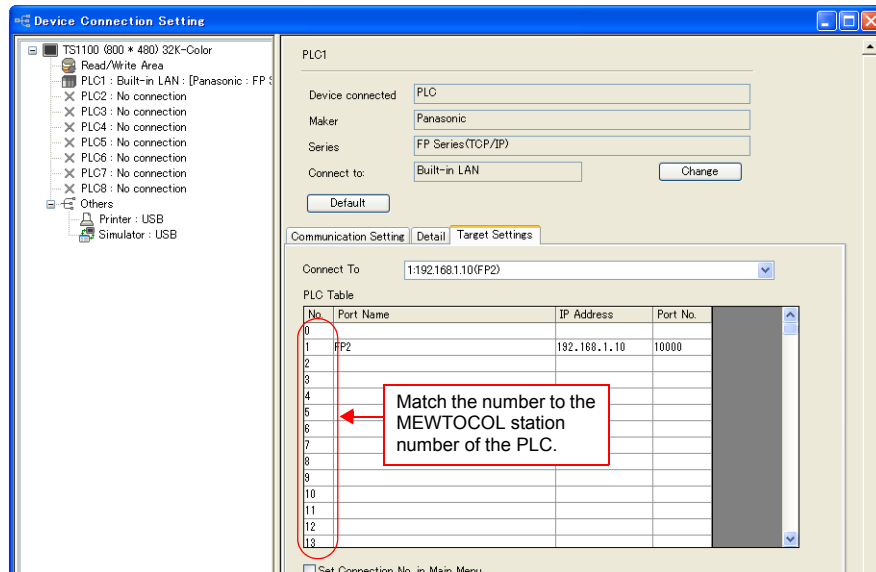 Device Connection Setting
TS1100 (800 * 480) 32K-Color
Read/Write Area
PLC1 : Built-in LAN : [Panasonic : FP S
PLC2 : No connection
PLC3 : No connection
PLC4 : No connection
PLC5 : No connection
PLC6 : No connection
PLC7 : No connection
PLC8 : No connection
Others
Printer : USB
Simulator : USB
PLC1
Device connected PLC
Maker Panasonic
Series FP Series(TCP/IP)
Connect to: Built-in LAN Change
Default
Communication Setting Detail Target Settings
Connect To 1:192.168.1.10(FP2)
PLC Table
No. Port Name IP Address Port No.
0
1 FP2 192.168.1.10 10000
2
3
4
5
6
7
8
9
10
11
12
13
Match the number to the
MEWTOCOL station
number of the PLC.
Set Connection No. in Main Menu